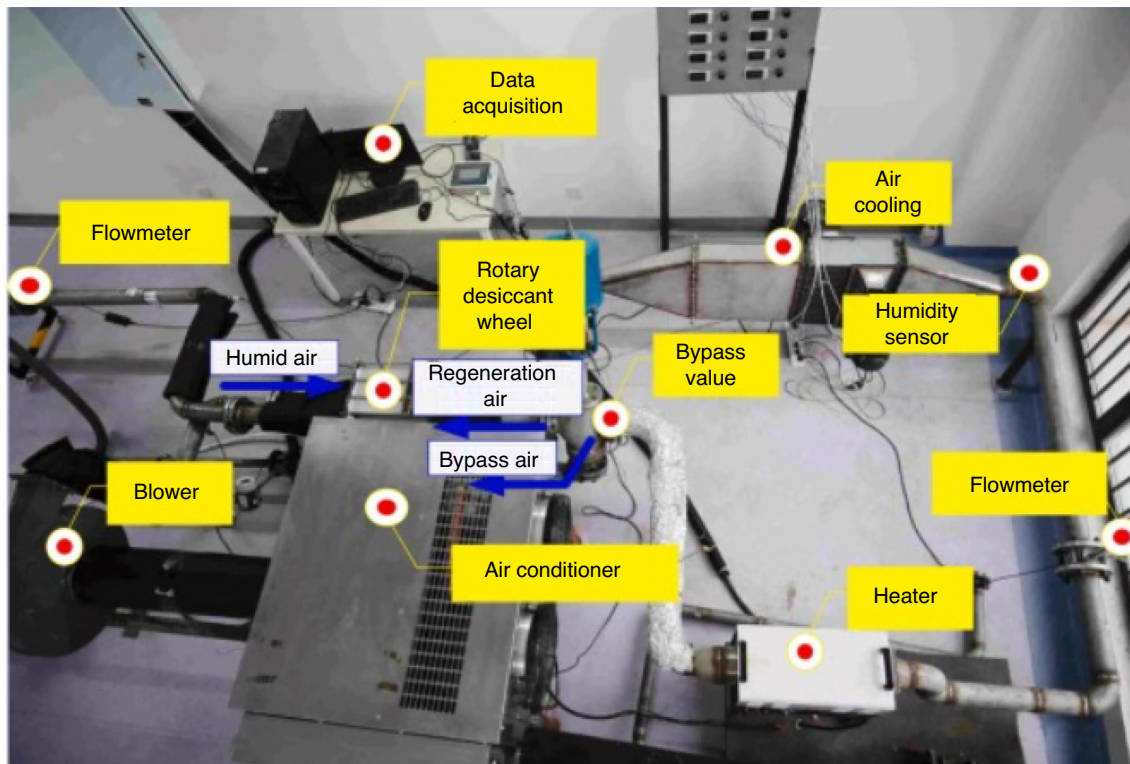 Data
acquisition
Air
cooling
Flowmeter
Rotary
desiccant
wheel
Humidity
sensor
Humid air
Regeneration
air
Bypass
value
Bypass air
Blower
Flowmeter
Air conditioner
Heater